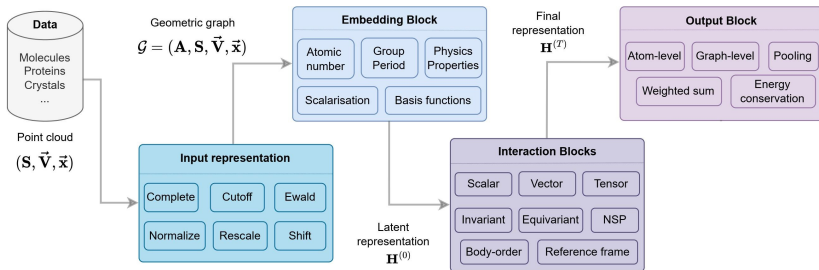 Data
Molecules
Proteins
Crystals
...
Point cloud
(S, V⃗, x⃗)
Geometric graph
𝒢 = (A, S, V⃗, x⃗)
Input representation
Complete Cutoff Ewald
Normalize Rescale Shift
Embedding Block
Atomic number
Group Period
Physics Properties
Scalarisation Basis functions
Latent
representation
H⁽⁰⁾
Interaction Blocks
Scalar Vector Tensor
Invariant Equivariant NSP
Body-order Reference frame
Final
representation
H⁽ᵀ⁾
Output Block
Atom-level Graph-level Pooling
Weighted sum Energy conservation